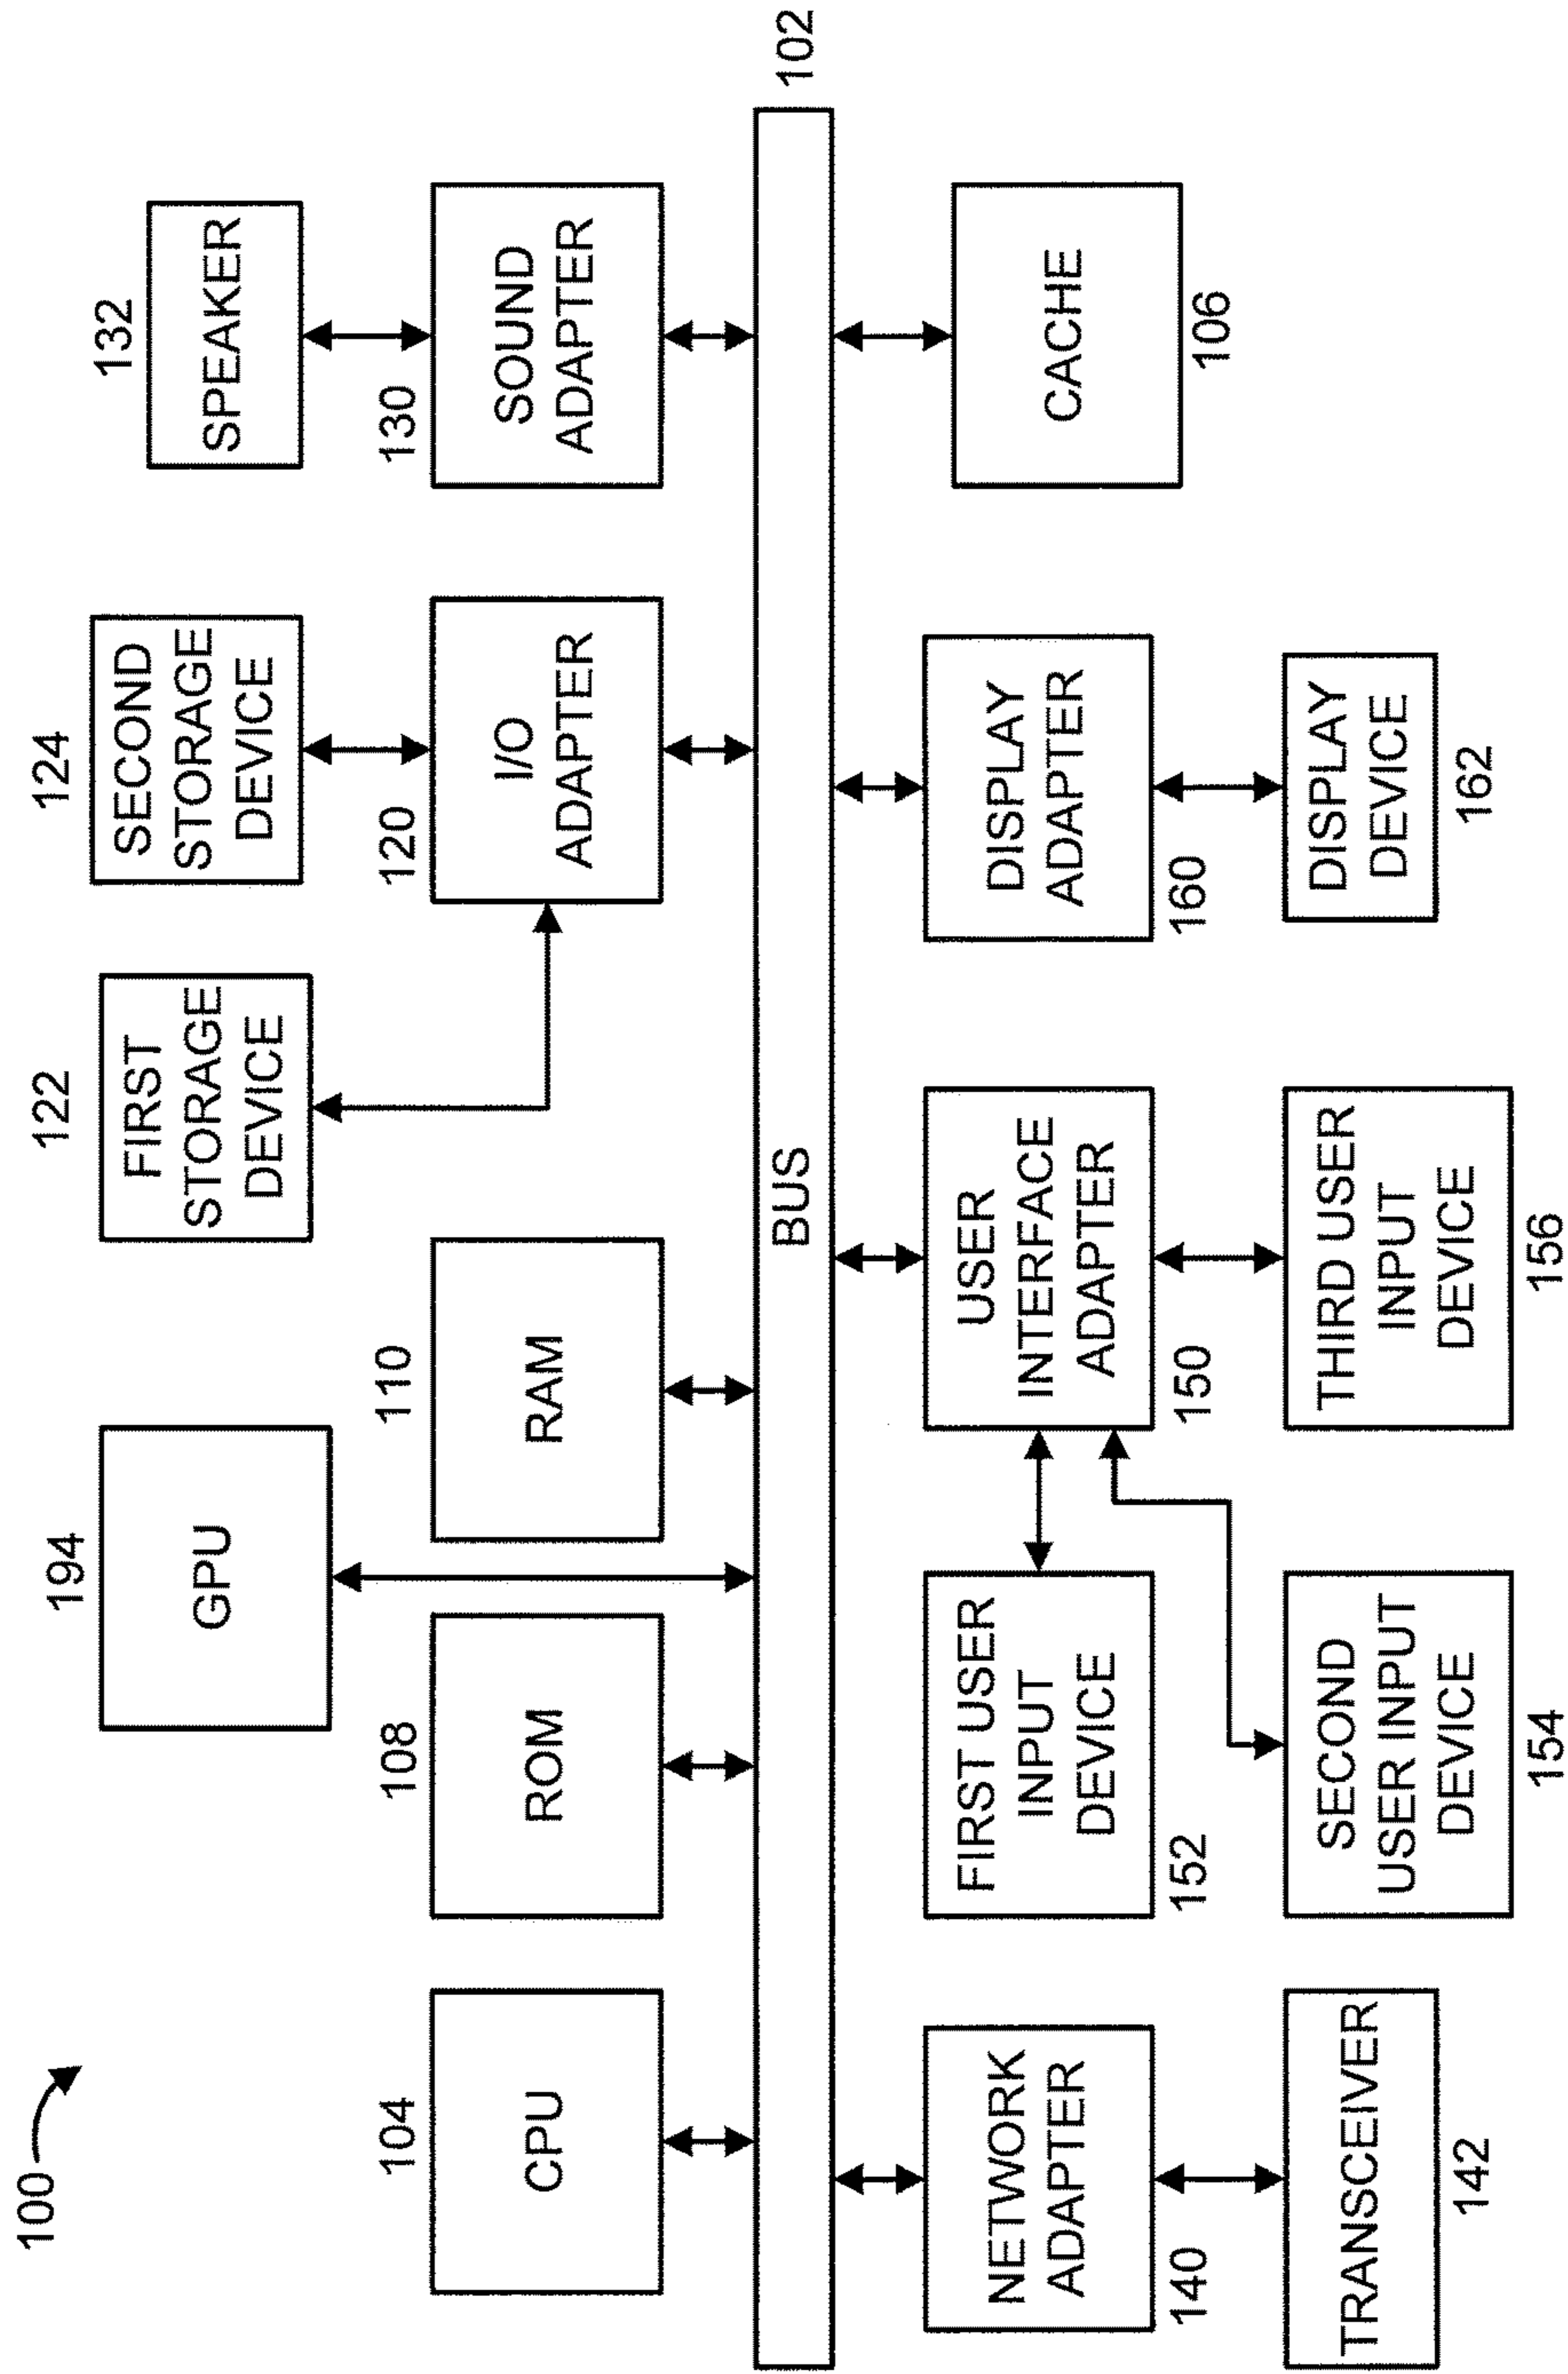 100
194
GPU
122
FIRST
STORAGE
DEVICE
124
SECOND
STORAGE
DEVICE
132
SPEAKER
104
CPU
108
ROM
110
RAM
120
I/O
ADAPTER
130
SOUND
ADAPTER
BUS
102
NETWORK
ADAPTER
140
FIRST USER
INPUT
DEVICE
152
USER
INTERFACE
ADAPTER
150
DISPLAY
ADAPTER
160
CACHE
106
TRANSCEIVER
142
SECOND
USER INPUT
DEVICE
154
THIRD USER
INPUT
DEVICE
156
DISPLAY
DEVICE
162